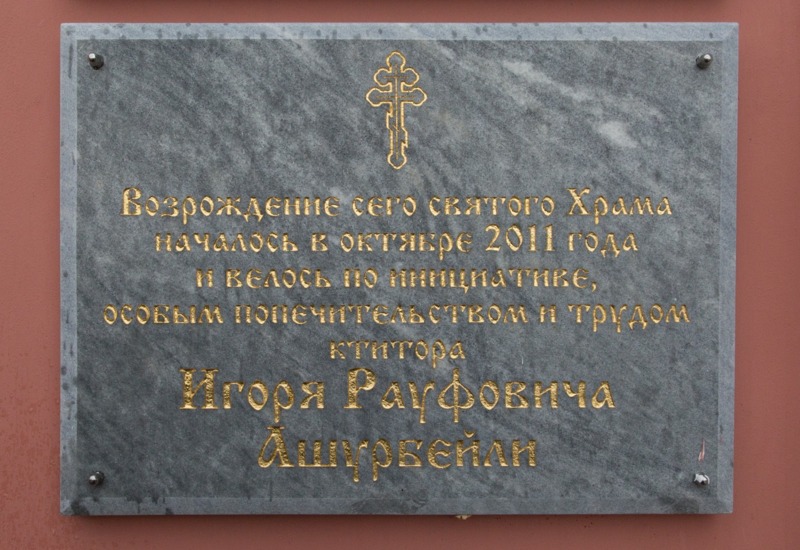 Возрождение сего святого Храма
началось в октябре 2011 года
и велось по инициативе,
особым попечительством и трудом
ктитора
Игоря Рауфовича
Ашурбейли